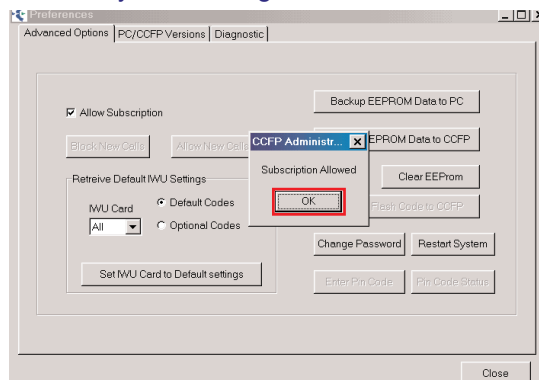 Preferences
Advanced Options
PC/CCFP Versions
Diagnostic
Allow Subscription
Block New Calls
Allow New Calls
Retreive Default IWU Settings
IWU Card
All
Default Codes
Optional Codes
Set IWU Card to Default settings
Backup EEPROM Data to PC
EEPROM Data to CCFP
Clear EEProm
Flash Code to CCFP
Change Password
Restart System
Enter Pin Code
Pin Code Status
CCFP Administr...
Subscription Allowed
OK
Close